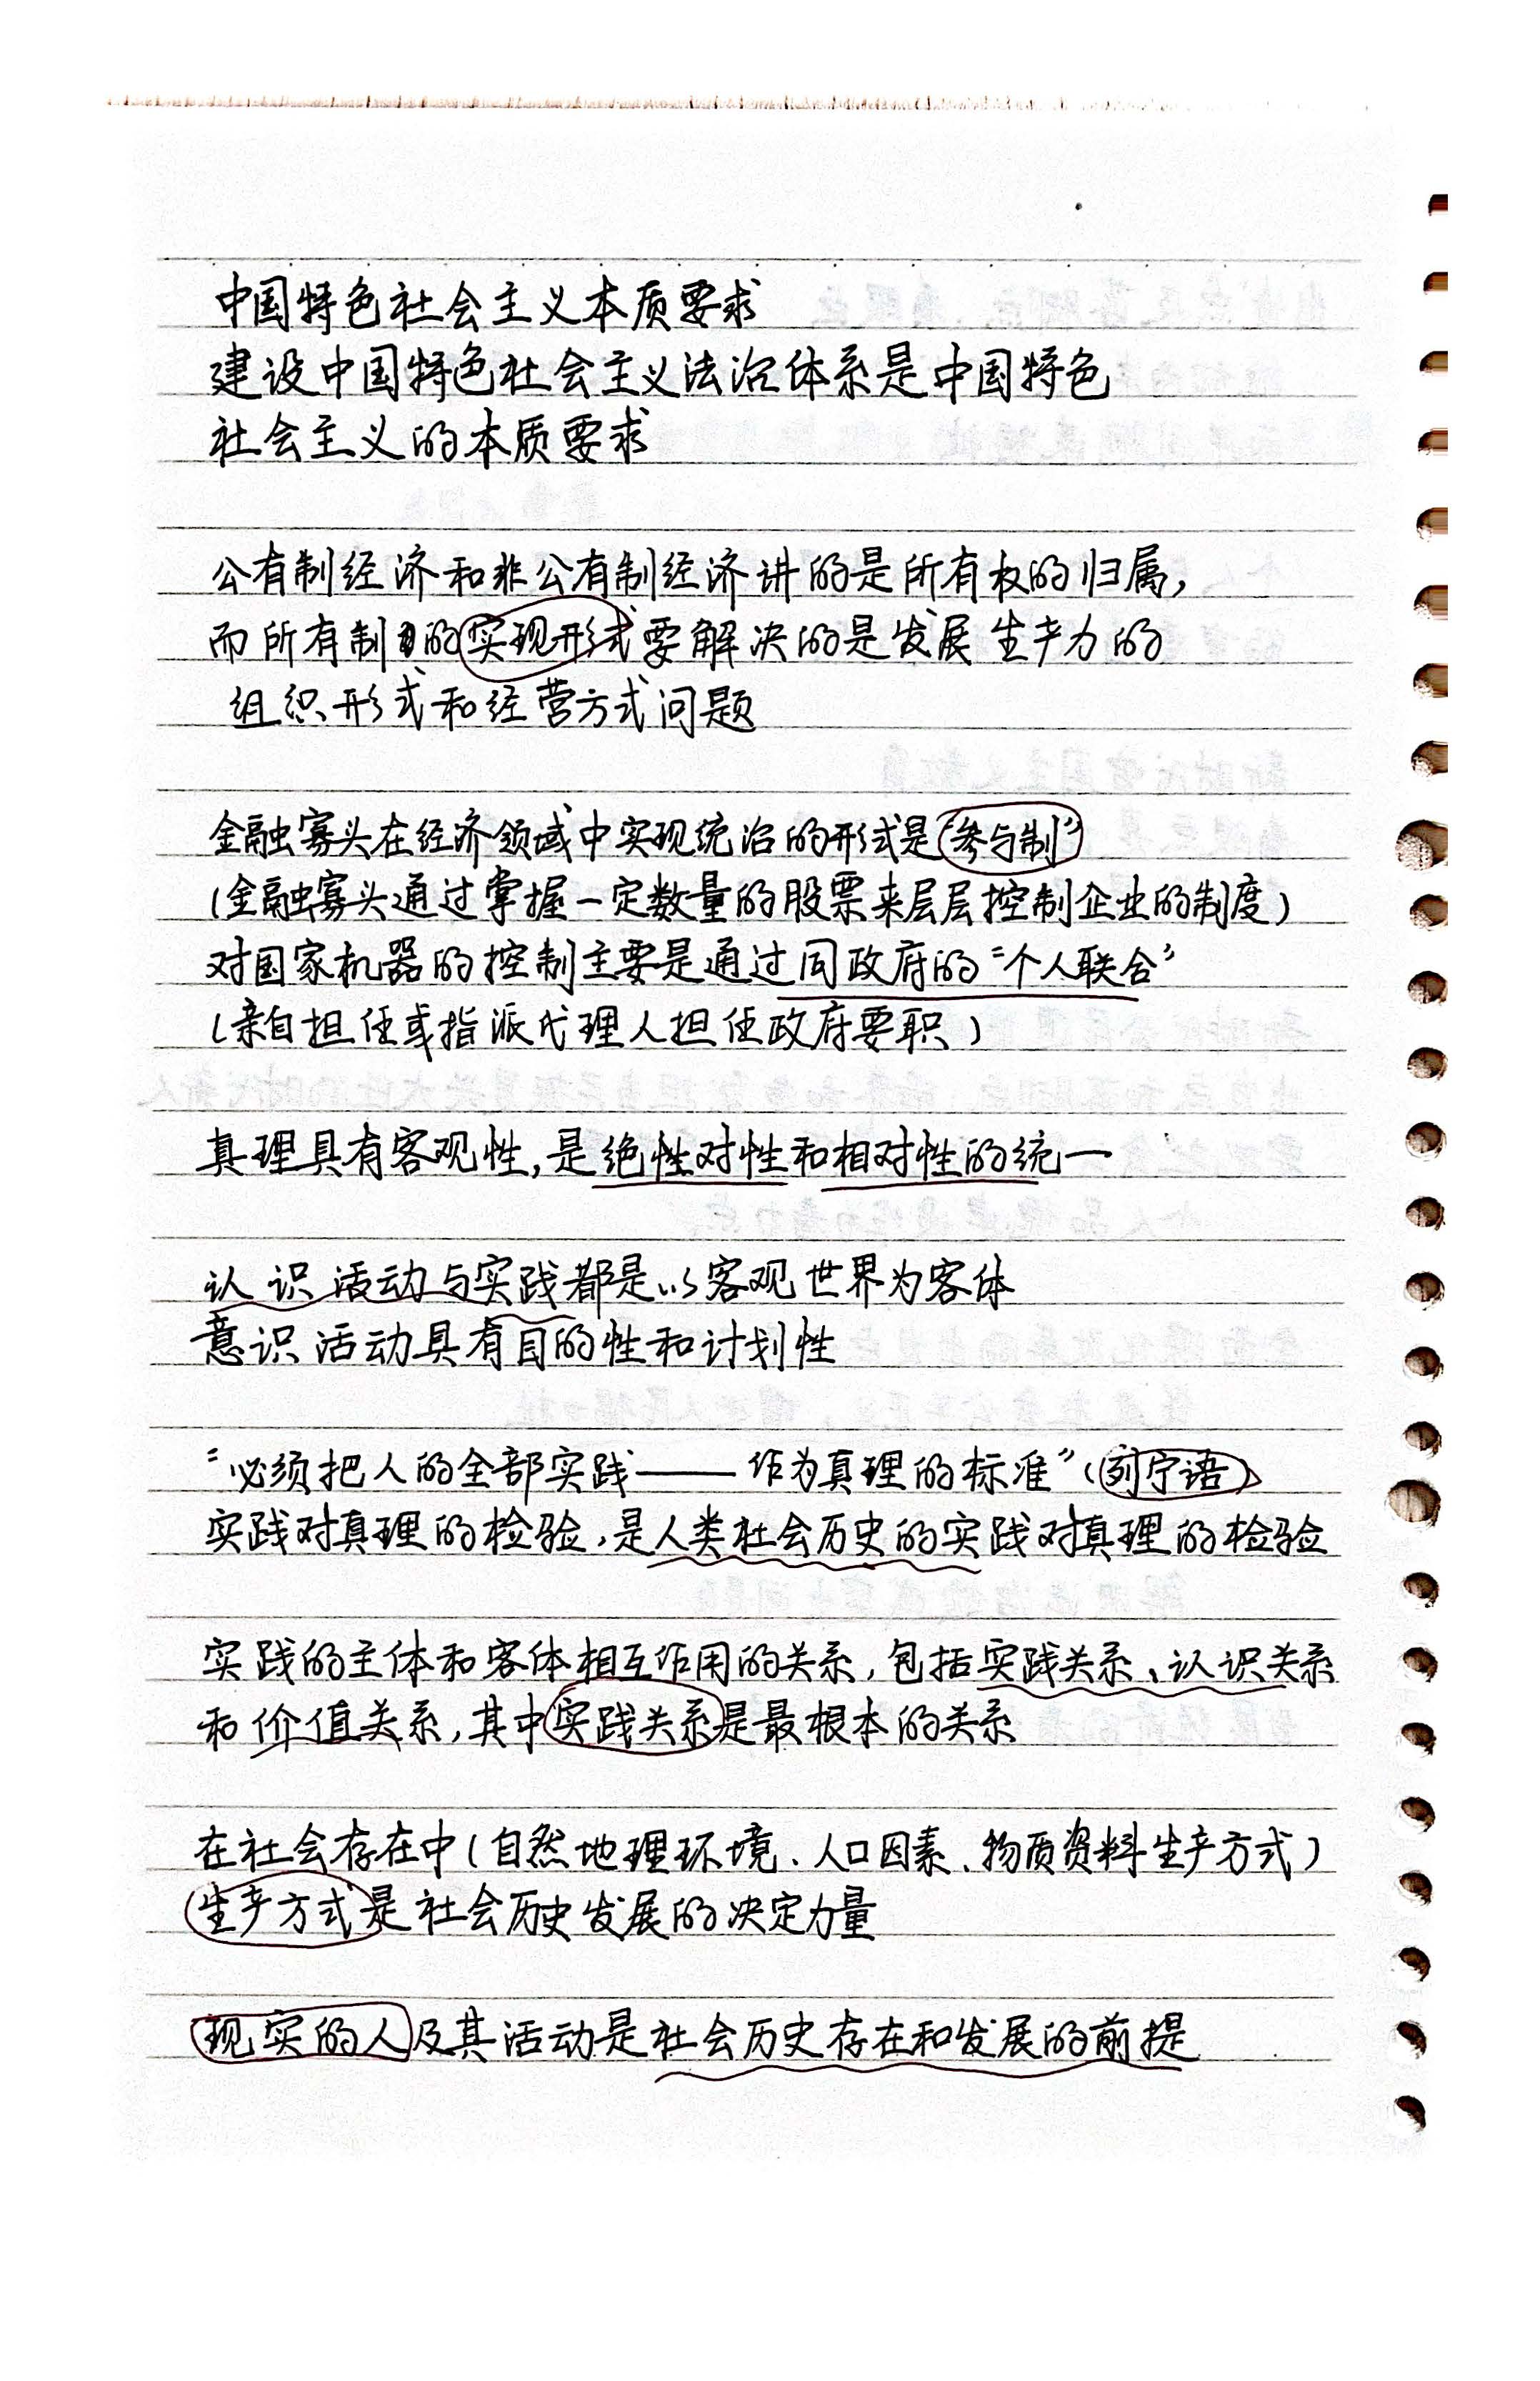 中国特色社会主义本质要求
建设中国特色社会主义法治体系是中国特色
社会主义的本质要求
公有制经济和非公有制经济讲的是所有权的归属,
而所有制的实现形式要解决的是发展生产力的
组织形式和经营方式问题
金融寡头在经济领域中实现统治的形式是“参与制”
(金融寡头通过掌握一定数量的股票来层层控制企业的制度)
对国家机器的控制主要是通过同政府的“个人联合”
(亲自担任或指派代理人担任政府要职)
真理具有客观性,是绝性对性和相对性的统一
认识活动与实践都是以客观世界为客体
意识活动具有目的性和计划性
“必须把人的全部实践——作为真理的标准”(列宁语)
实践对真理的检验,是人类社会历史的实践对真理的检验
实践的主体和客体相互作用的关系,包括实践关系、认识关系
和价值关系,其中实践关系是最根本的关系
在社会存在中(自然地理环境、人口因素、物质资料生产方式)
生产方式是社会历史发展的决定力量
现实的人及其活动是社会历史存在和发展的前提